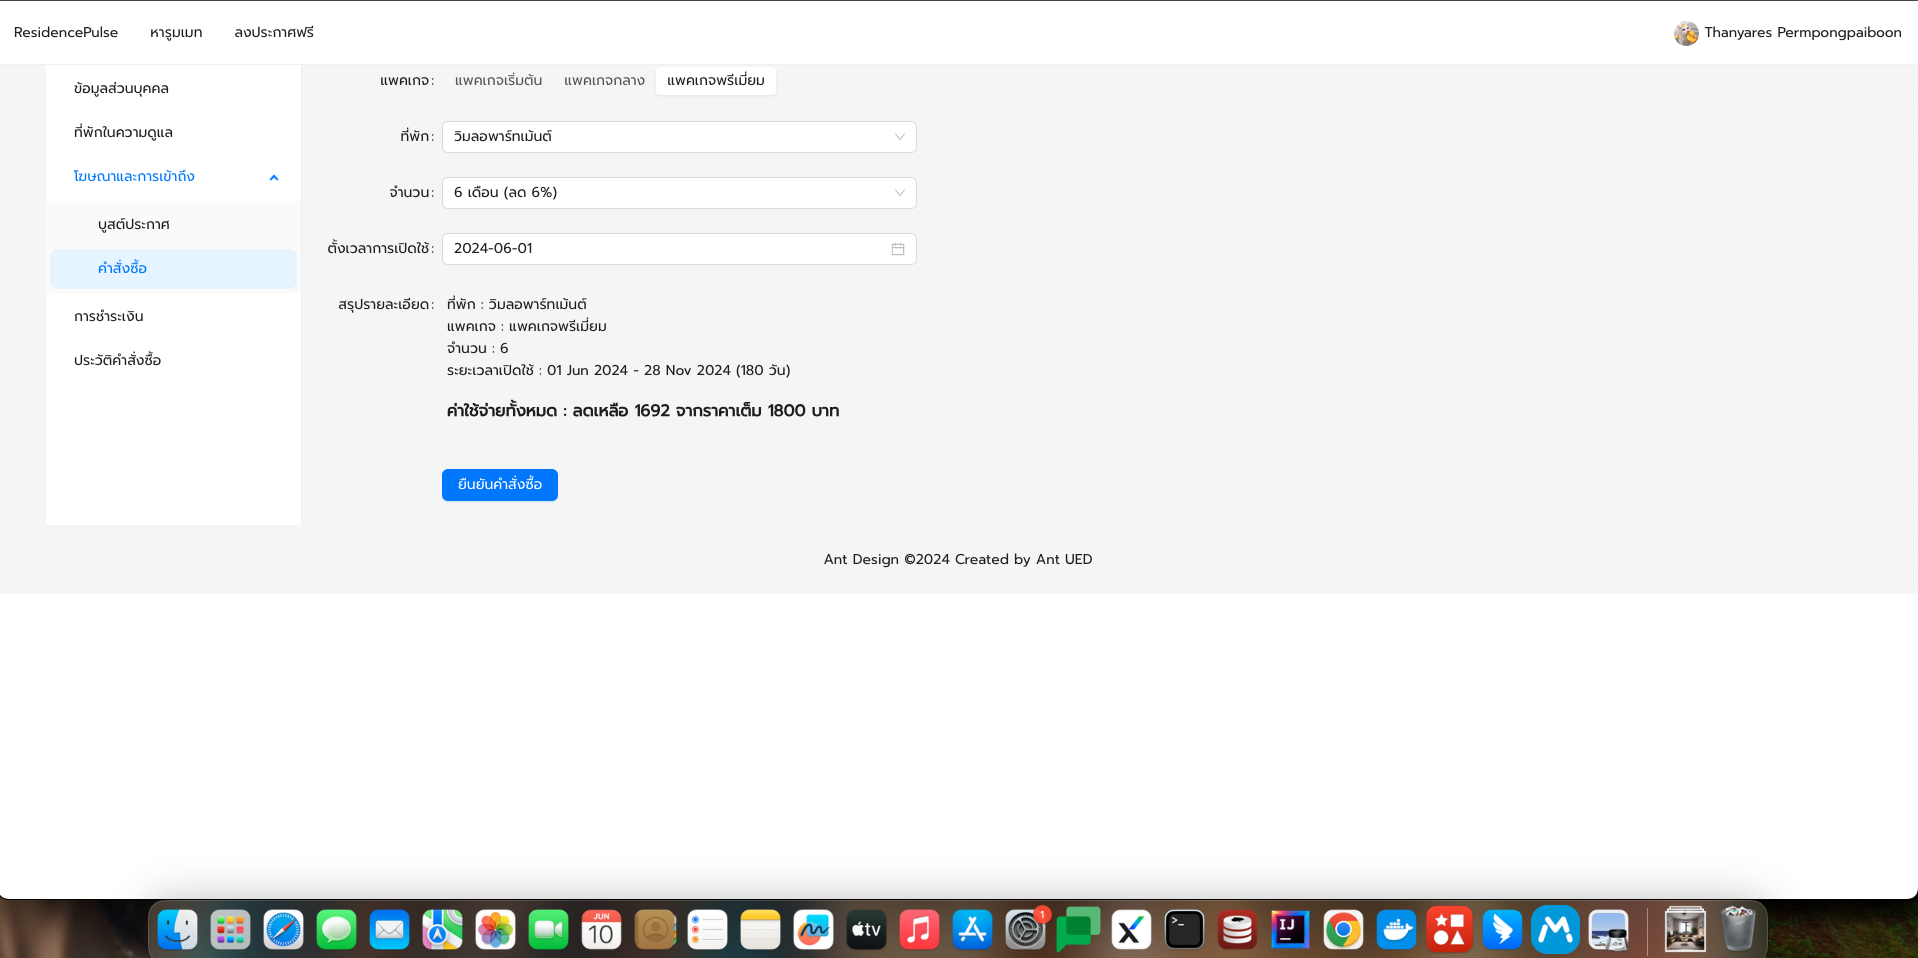 ResidencePulse หารูมเมท ลงประกาศฟรี Thanyares Permpongpaiboon
ข้อมูลส่วนบุคคล
ที่พักในความดูแล
โฆษณาและการเข้าถึง
บูสต์ประกาศ
คำสั่งซื้อ
การชำระเงิน
ประวัติคำสั่งซื้อ
แพคเกจ: แพคเกจเริ่มต้น แพคเกจกลาง แพคเกจพรีเมี่ยม
ที่พัก: วิมลอพาร์ทเม้นต์
จำนวน: 6 เดือน (ลด 6%)
ตั้งเวลาการเปิดใช้: 2024-06-01
สรุปรายละเอียด: ที่พัก : วิมลอพาร์ทเม้นต์
แพคเกจ : แพคเกจพรีเมี่ยม
จำนวน : 6
ระยะเวลาเปิดใช้ : 01 Jun 2024 - 28 Nov 2024 (180 วัน)
ค่าใช้จ่ายทั้งหมด : ลดเหลือ 1692 จากราคาเต็ม 1800 บาท
ยืนยันคำสั่งซื้อ
Ant Design ©2024 Created by Ant UED
JUN
10
tv
1
>_
IJ